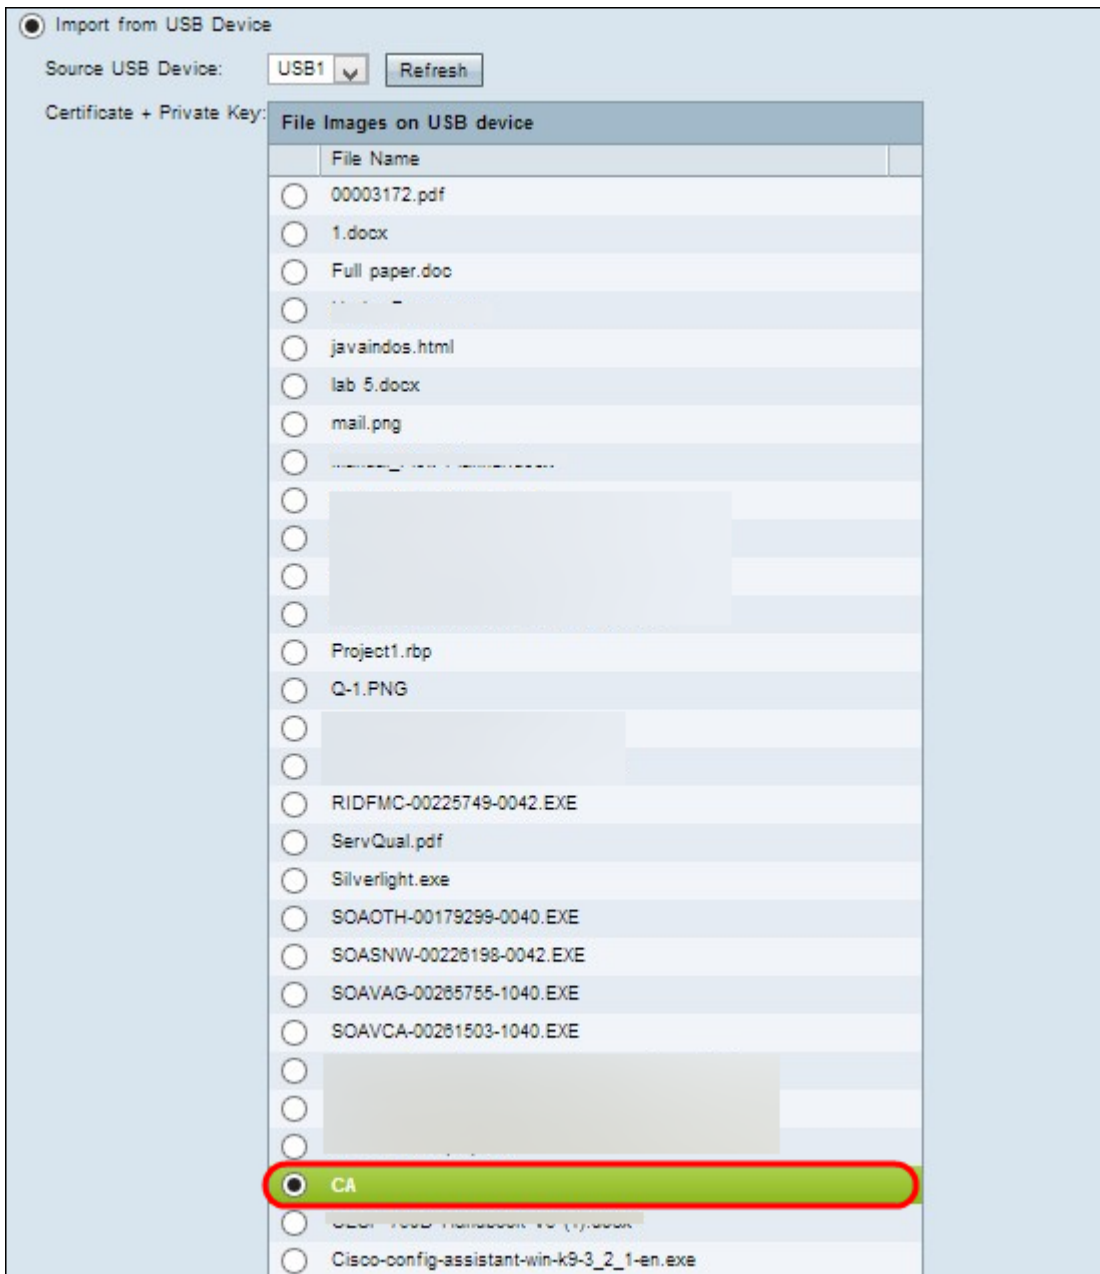 Import from USB Device
Source USB Device: USB1 Refresh
Certificate + Private Key:
File Images on USB device
File Name
00003172.pdf
1.docx
Full paper.doc
javaindos.html
lab 5.docx
mail.png
Project1.rbp
Q-1.PNG
RIDFMC-00225749-0042.EXE
ServQual.pdf
Silverlight.exe
SOAOTH-00179299-0040.EXE
SOASNW-00226198-0042.EXE
SOAVAG-00265755-1040.EXE
SOAVCA-00261503-1040.EXE
CA
Cisco-config-assistant-win-k9-3_2_1-en.exe